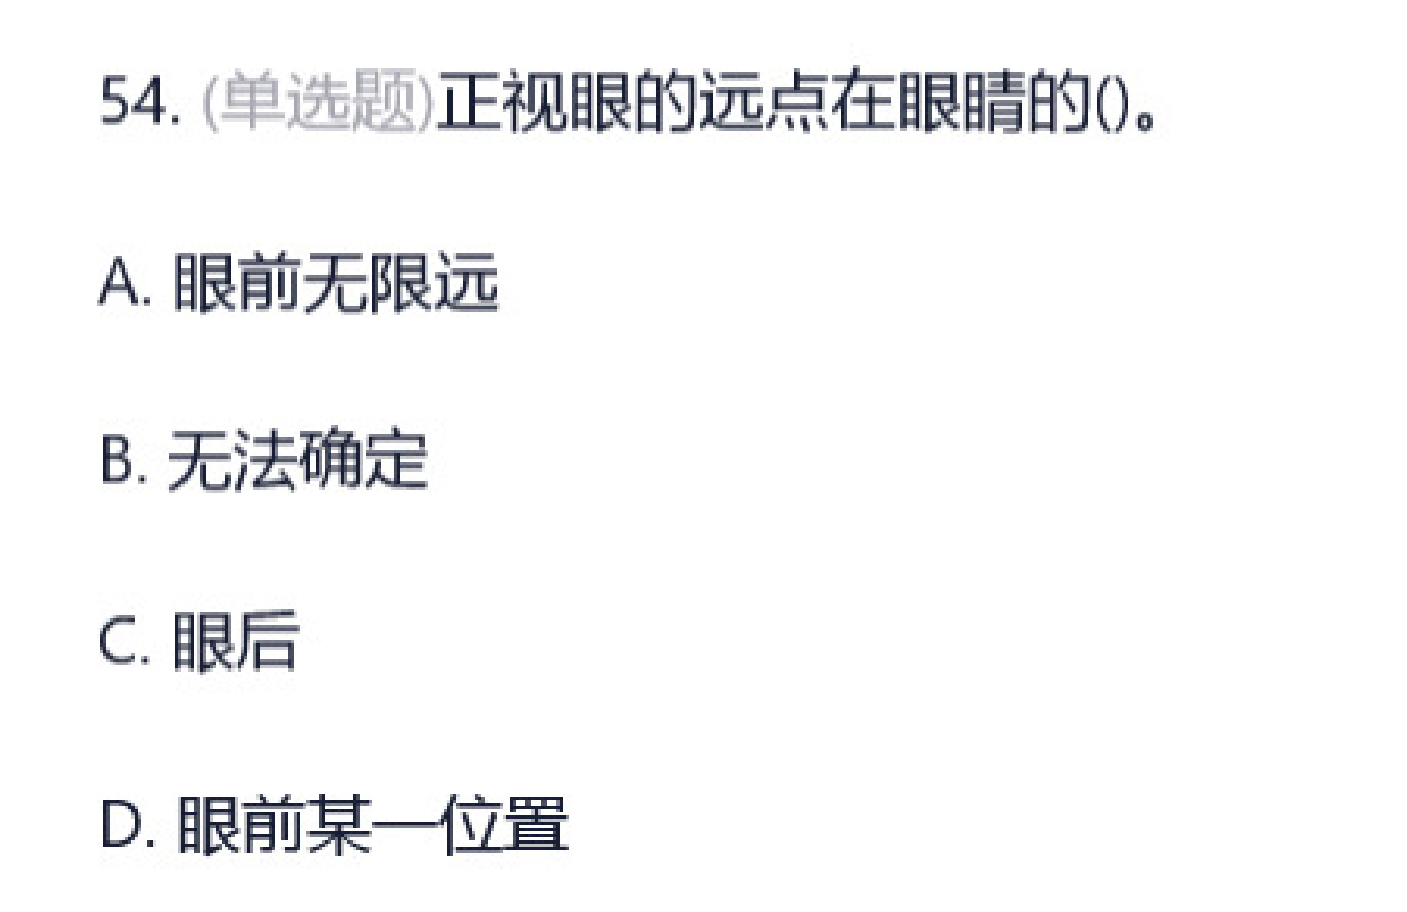 54. (单选题)正视眼的远点在眼睛的()。
A. 眼前无限远
B. 无法确定
C. 眼后
D. 眼前某一位置